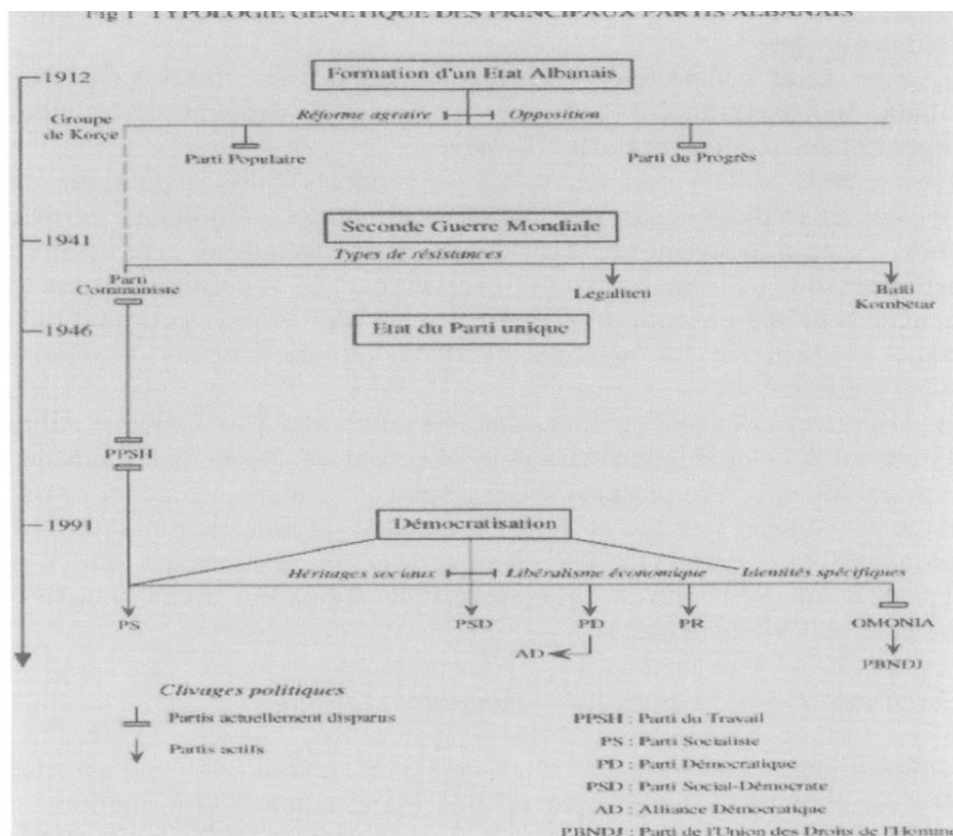 Fig 1 TYPOLOGIE GENETIQUE DES PRINCIPAUX PARTIS ALBANAIS
1912
Formation d'un Etat Albanais
Groupe
de Korçë
Réforme agraire
Opposition
Parti Populaire
Parti du Progrès
1941
Seconde Guerre Mondiale
Types de résistances
Parti
Communiste
Legaliteti
Balli
Kombëtar
1946
Etat du Parti unique
PPSH
1991
Démocratisation
Héritages sociaux
Libéralisme économique
Identités spécifiques
PS
PSD
PD
PR
OMONIA
AD
PBNDJ
Clivages politiques
Partis actuellement disparus
Partis actifs
PPSH : Parti du Travail
PS : Parti Socialiste
PD : Parti Démocratique
PSD : Parti Social-Démocrate
AD : Alliance Démocratique
PBNDJ : Parti de l'Union des Droits de l'Homme